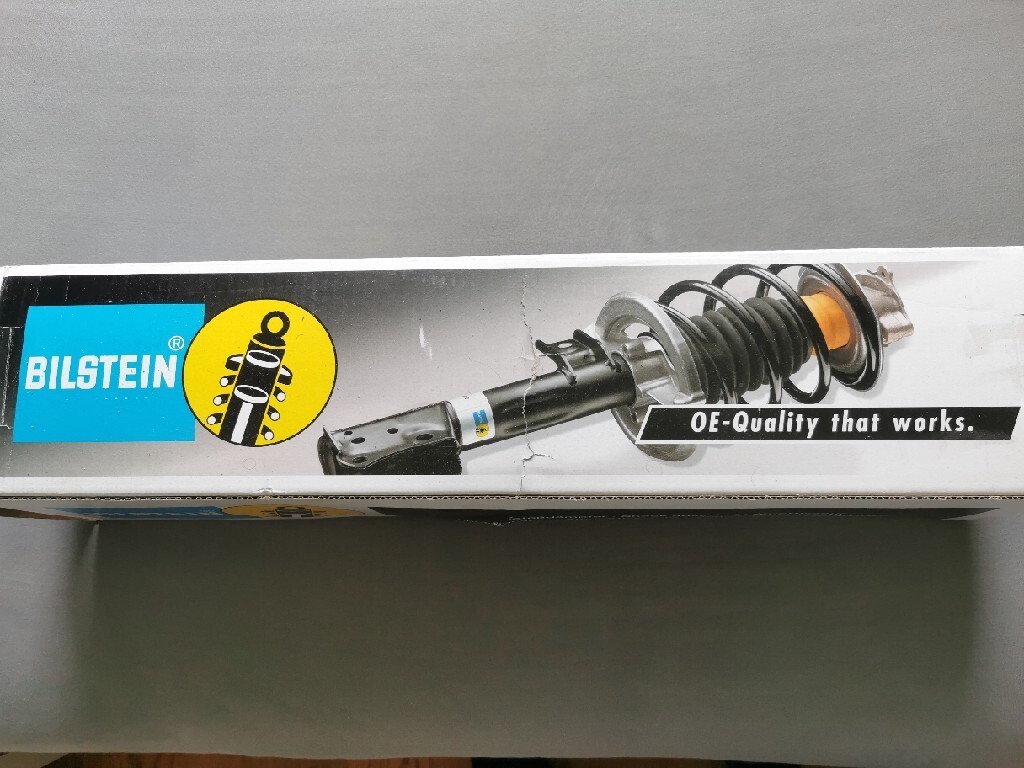 BILSTEIN®
OE-Quality that works.